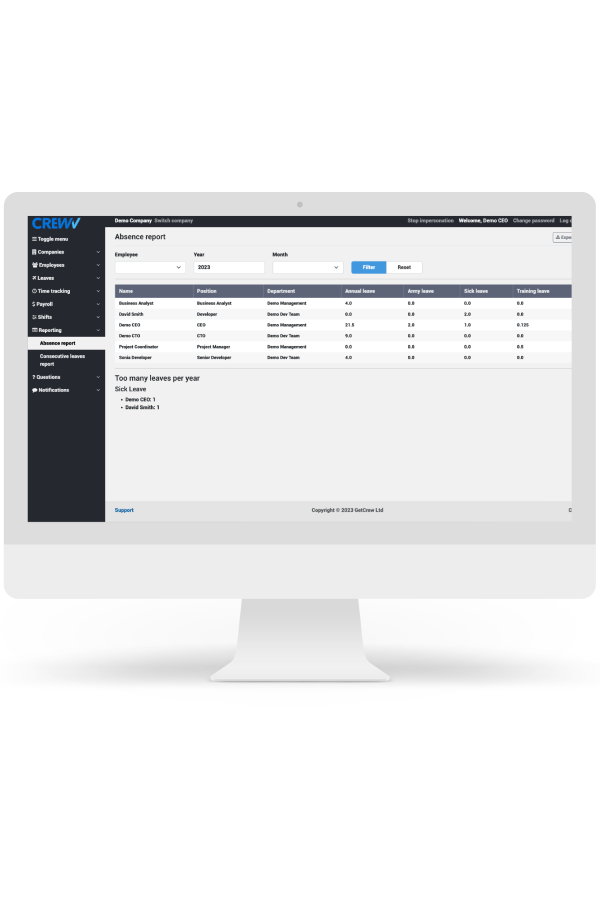 CREW
Demo Company Switch company
Stop impersonation Welcome, Demo CEO Change password Log
Toggle menu
Companies
Employees
Leaves
Time tracking
Payroll
Shifts
Reporting
Absence report
Consecutive leaves
report
? Questions
Notifications
Absence report
Expo
Employee Year Month
2023
Filter Reset
Name Position Department Annual leave Army leave Sick leave Training leave
Business Analyst Business Analyst Demo Management 4.0 0.0 0.0 0.0
David Smith Developer Demo Dev Team 0.0 0.0 2.0 0.0
Demo CEO CEO Demo Management 21.5 2.0 1.0 0.125
Demo CTO CTO Demo Dev Team 9.0 0.0 0.0 0.0
Project Coordinator Project Manager Demo Management 0.0 0.0 0.0 0.5
Sonia Developer Senior Developer Demo Dev Team 4.0 0.0 0.0 0.0
Too many leaves per year
Sick Leave
• Demo CEO: 1
• David Smith: 1
Support
Copyright © 2023 GetCrew Ltd
C